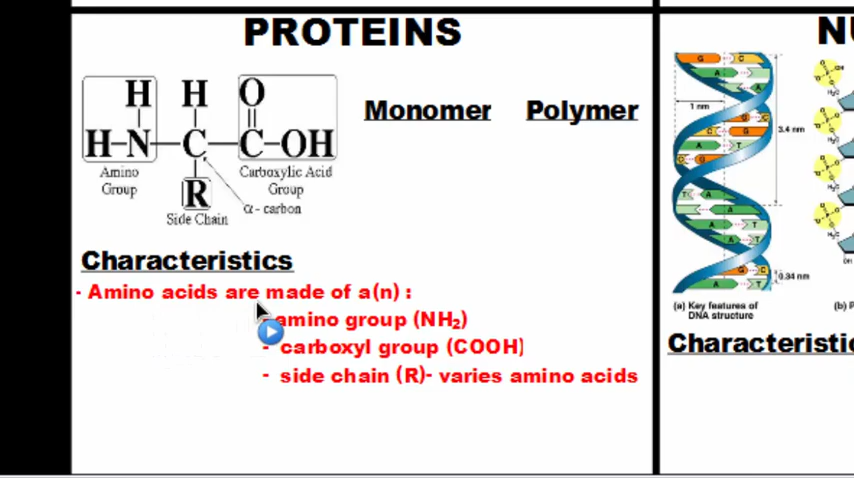 PROTEINS
H H O
H-N-C-C-OH
Amino
Group
Carboxylic Acid
Group
R
Side Chain
α - carbon
Monomer Polymer
Characteristics
- Amino acids are made of a(n) :
amino group (NH₂)
- carboxyl group (COOH)
- side chain (R)- varies amino acids
NU
G C
A
A
1 nm
G C
C G
3.4 nm
A T
C G
T A
A
A T
A T
G C
0.34 nm
A T
(a) Key features of
DNA structure
(b) P
Characteristic